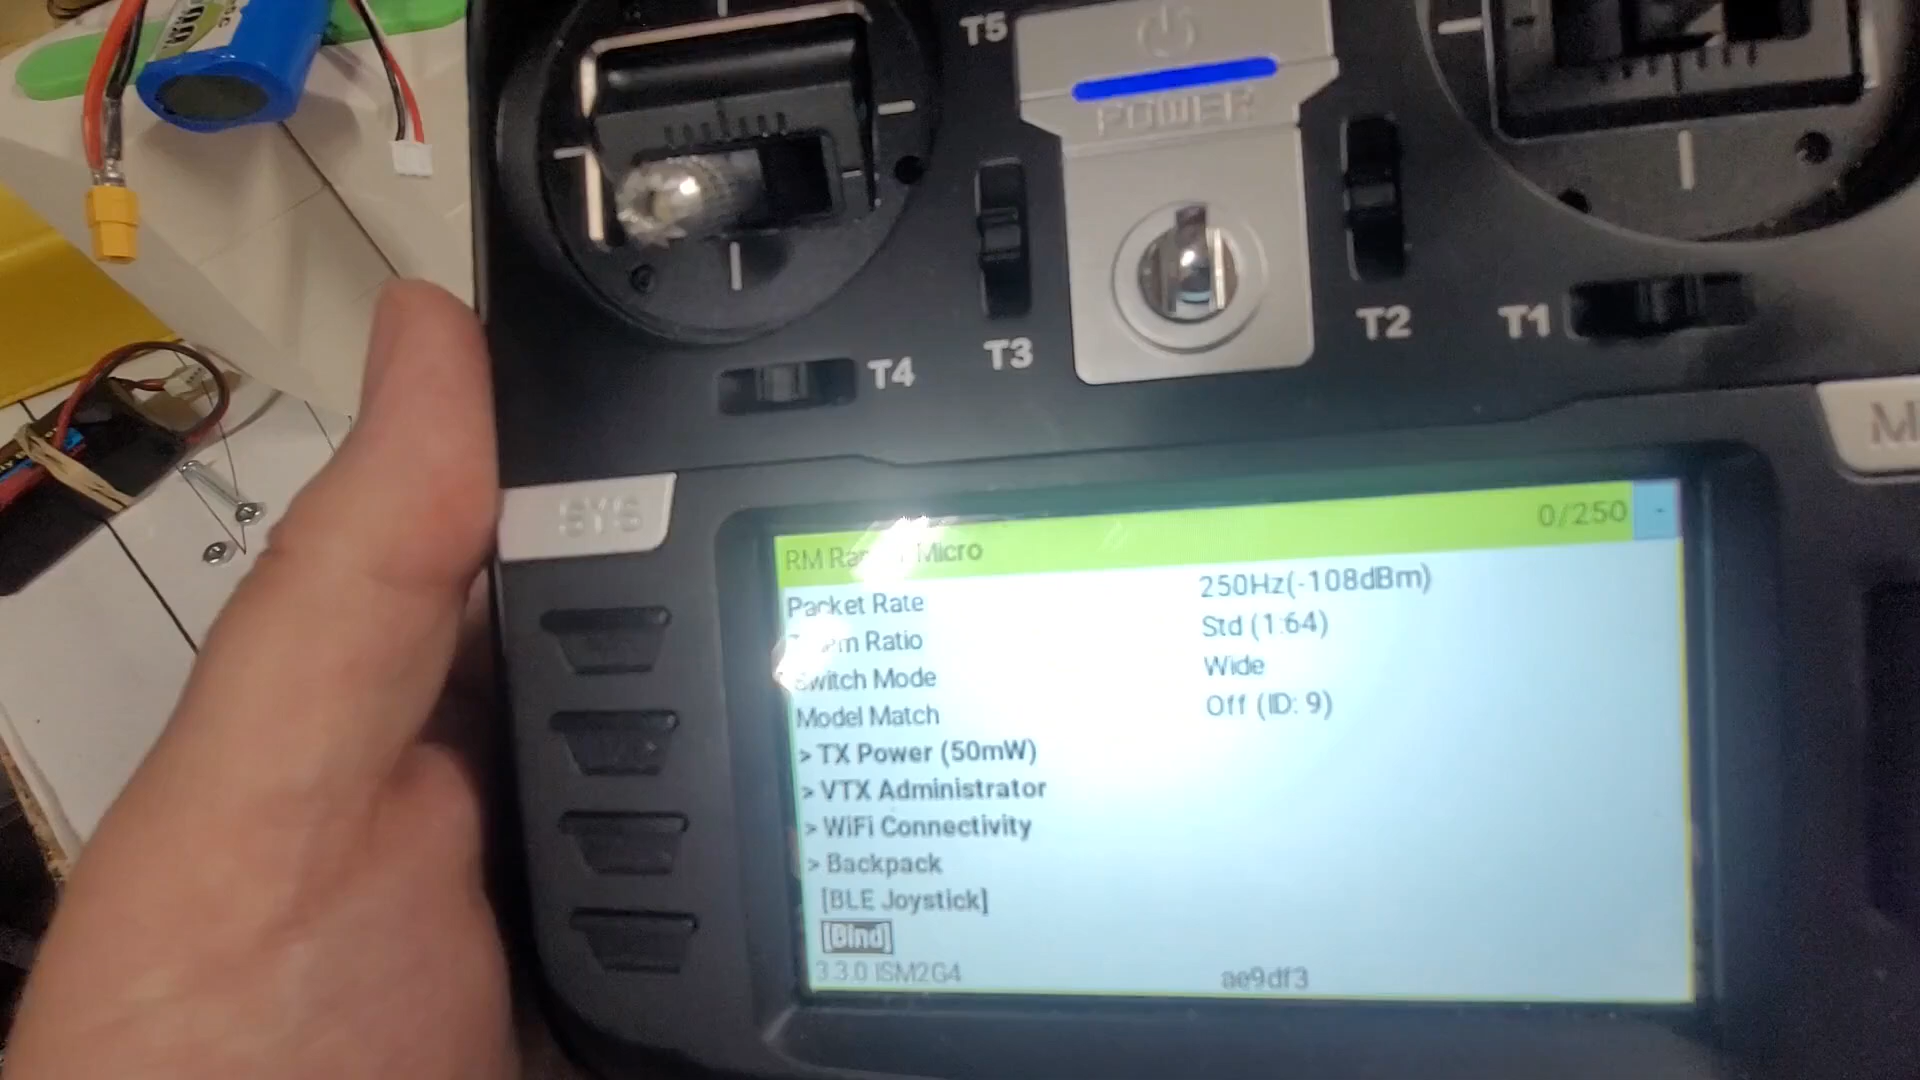 T5
POWER
T3
T2
T1
T4
SYS
RM Micro
0/250
Packet Rate 250Hz(-108dBm)
Ratio Std (1:64)
Switch Mode Wide
Model Match Off (ID: 9)
> TX Power (50mW)
> VTX Administrator
> WiFi Connectivity
> Backpack
[BLE Joystick]
[Bind]
3.3.0 ISM2G4 ae9df3